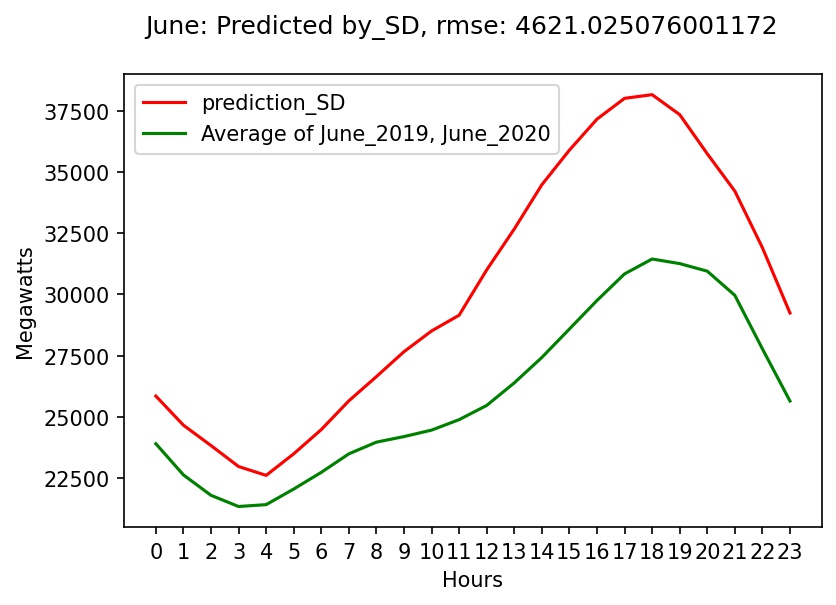 June: Predicted by_SD, rmse: 4621.025076001172
prediction_SD
Average of June_2019, June_2020
Megawatts
37500
35000
32500
30000
27500
25000
22500
0 1 2 3 4 5 6 7 8 9 10 11 12 13 14 15 16 17 18 19 20 21 22 23
Hours